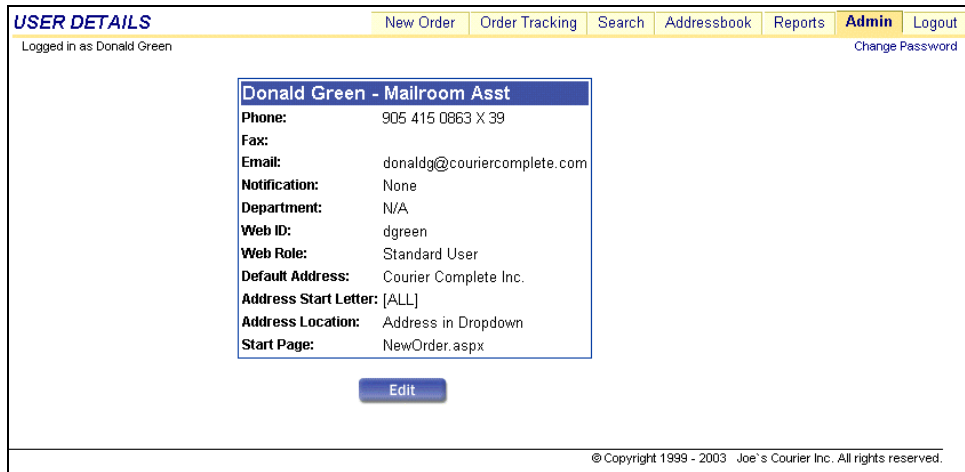 USER DETAILS New Order Order Tracking Search Addressbook Reports Admin Logout
Logged in as Donald Green Change Password
Donald Green - Mailroom Asst
Phone: 905 415 0863 X 39
Fax:
Email: donaldg@couriercomplete.com
Notification: None
Department: N/A
Web ID: dgreen
Web Role: Standard User
Default Address: Courier Complete Inc.
Address Start Letter: [ALL]
Address Location: Address in Dropdown
Start Page: NewOrder.aspx
Edit
© Copyright 1999 - 2003 Joe`s Courier Inc. All rights reserved.